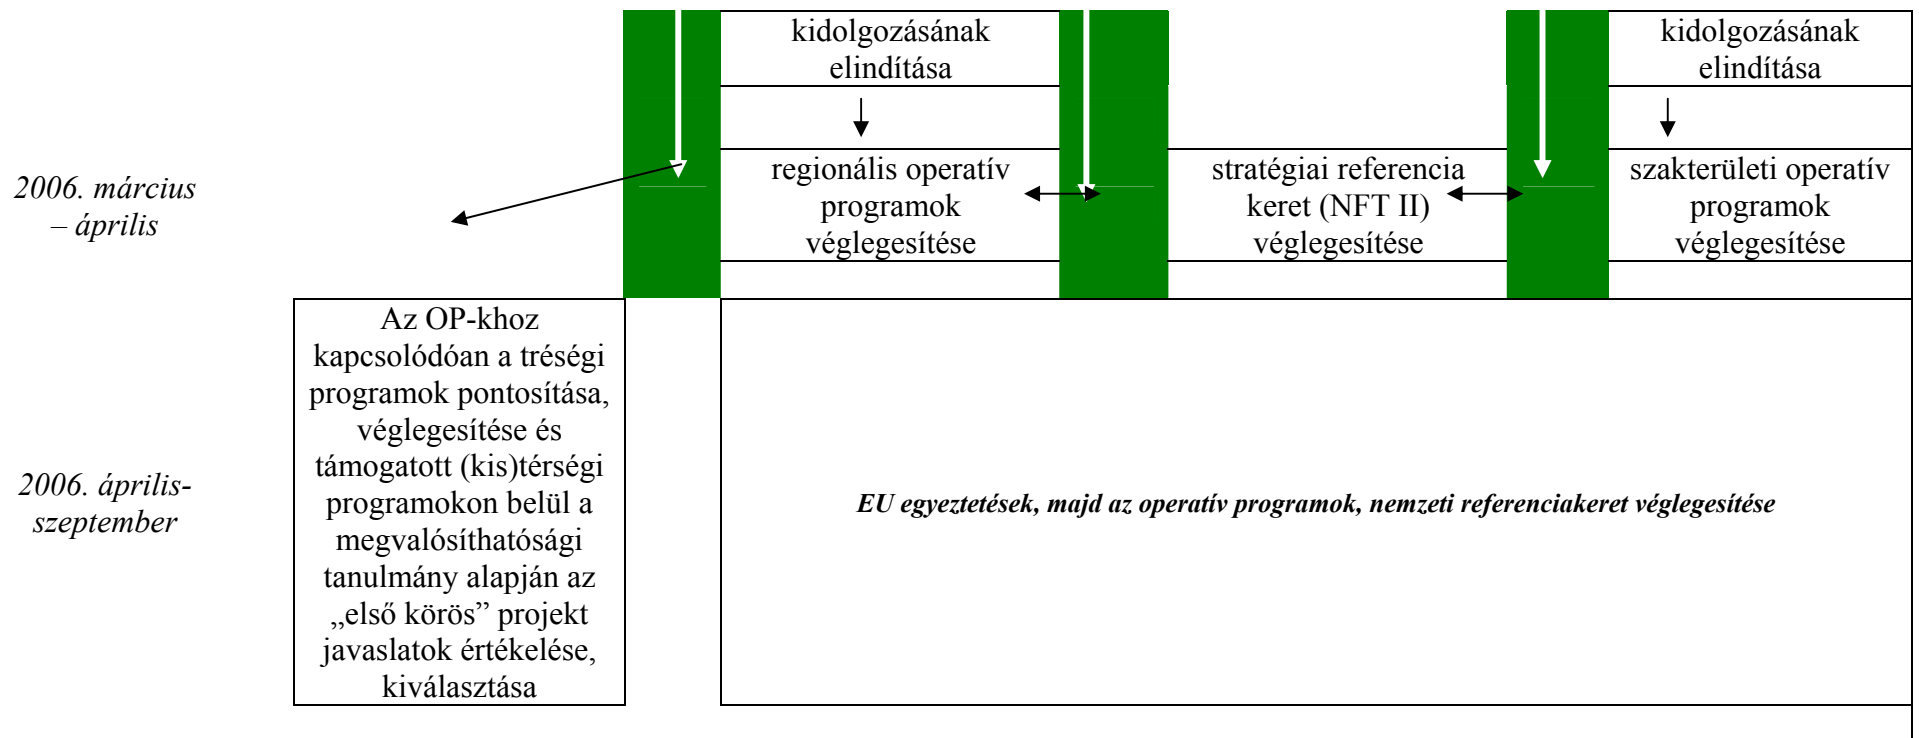 kidolgozásának
elindítása
kidolgozásának
elindítása
2006. március
– április
regionális operatív
programok
véglegesítése
stratégiai referencia
keret (NFT II)
véglegesítése
szakterületi operatív
programok
véglegesítése
2006. április-
szeptember
Az OP-khoz
kapcsolódóan a tréségi
programok pontosítása,
véglegesítése és
támogatott (kis)térségi
programokon belül a
megvalósíthatósági
tanulmány alapján az
„első körös” projekt
javaslatok értékelése,
kiválasztása
EU egyeztetések, majd az operatív programok, nemzeti referenciakeret véglegesítése